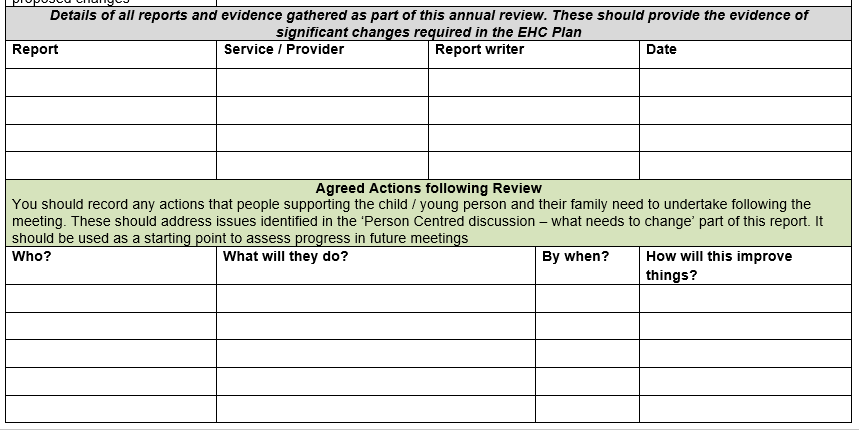 proposed changes
Details of all reports and evidence gathered as part of this annual review. These should provide the evidence of
significant changes required in the EHC Plan
Report Service / Provider Report writer Date
Agreed Actions following Review
You should record any actions that people supporting the child / young person and their family need to undertake following the
meeting. These should address issues identified in the ‘Person Centred discussion – what needs to change’ part of this report. It
should be used as a starting point to assess progress in future meetings
Who? What will they do? By when? How will this improve
things?